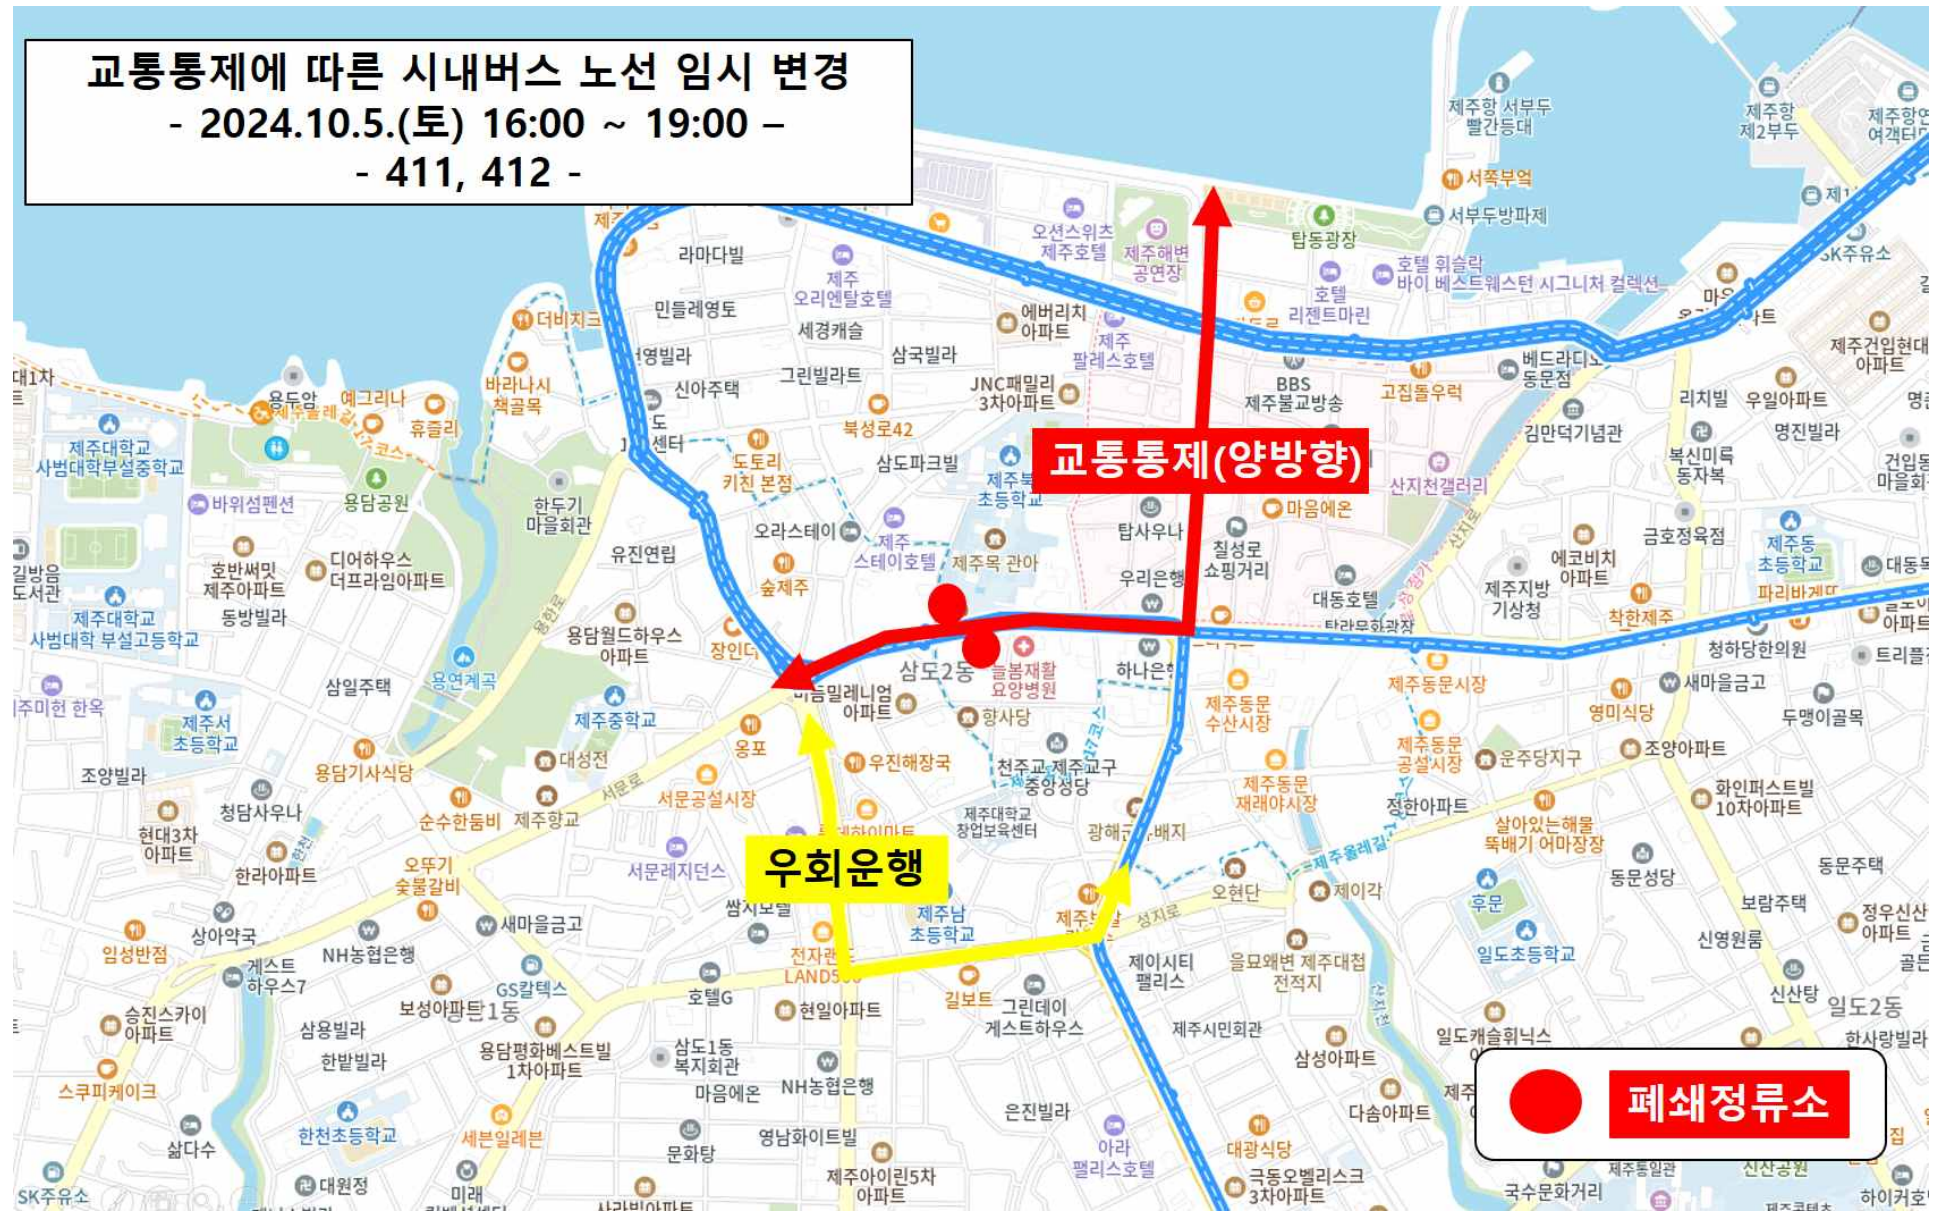 교통통제에 따른 시내버스 노선 임시 변경
- 2024.10.5.(토) 16:00 ~ 19:00 –
- 411, 412 -
제주항 서부두
빨간등대
제주항
제2부두
서쪽부엌
서부두방파제
SK주유소
탑동광장
오션스위츠
제주호텔
제주해변
공연장
호텔 휘슬락
바이 베스트웨스턴 시그니처 컬렉션
호텔
리젠트마린
라마다빌
제주
오리엔탈호텔
민들레영토
세경캐슬
에버리치
아파트
제주
팔레스호텔
삼국빌라
그린빌라트
신아주택
JNC패밀리
3차아파트
BBS
제주불교방송
고집돌우럭
베드라디오
동문점
제주건입현대
아파트
리치빌
우일아파트
김만덕기념관
명진빌라
복신미륵
동자복
산지천갤러리
더비치크
바라나시
책골목
용두암
예그리나
휴즐리
제주대학교
사범대학부설중학교
바위섬펜션
용담공원
한두기
마을회관
북성로42
도토리
키친 본점
삼도파크빌
제주북
초등학교
교통통제(양방향)
마음에온
탑사우나
칠성로
쇼핑거리
산지로
금호정육점
제주동
초등학교
에코비치
아파트
제주지방
기상청
오라스테이
제주
스테이호텔
제주목 관아
유진연립
숲제주
우리은행
대동호텔
탐라문화광장
착한제주
파리바게뜨
호반써밋
제주아파트
디어하우스
더프라임아파트
동방빌라
제주대학교
사범대학 부설고등학교
용한로
용담월드하우스
아파트
삼도2동
늘봄재활
요양병원
하나은행
청하당한의원
새마을금고
두맹이골목
영미식당
제주동문시장
제주동문
수산시장
제주동문
공설시장
운주당지구
조양아파트
제주서
초등학교
삼일주택
용연계곡
제주중학교
아파트
향사당
옹포
우진해장국
천주교 제주교구
중앙성당
제주대학교
창업보육센터
제주동문
재래야시장
정한아파트
화인퍼스트빌
10차아파트
살아있는해물
뚝배기 어마장장
조양빌라
용담기사식당
대성전
서문로
서문공설시장
청담사우나
순수한둠비
제주향교
현대3차
아파트
한천
한라아파트
오뚜기
숯불갈비
서문레지던스
우회운행
제주올레길
동문성당
동문주택
오현단
제이각
후문
보람주택
일도초등학교
신영원룸
제주남
초등학교
성지로
임성반점
상아약국
새마을금고
NH농협은행
게스트
하우스7
GS칼텍스
호텔G
현일아파트
길보트
그린데이
게스트하우스
제이시티
팰리스
을묘왜변 제주대첩
전적지
산지천
신산탕
일도2동
제주시민회관
일도캐슬휘닉스
삼성아파트
승진스카이
아파트
삼용빌라
한밭빌라
용담평화베스트빌
1차아파트
삼도1동
복지회관
마음에온
NH농협은행
은진빌라
다솜아파트
스쿠피케이크
삶다수
한천초등학교
세븐일레븐
문화탕
영남화이트빌
아라
팰리스호텔
대광식당
폐쇄정류소
제주아이린5차
아파트
극동오벨리스크
3차아파트
국수문화거리
제주통일관
신산공원
SK주유소
대원정
미래